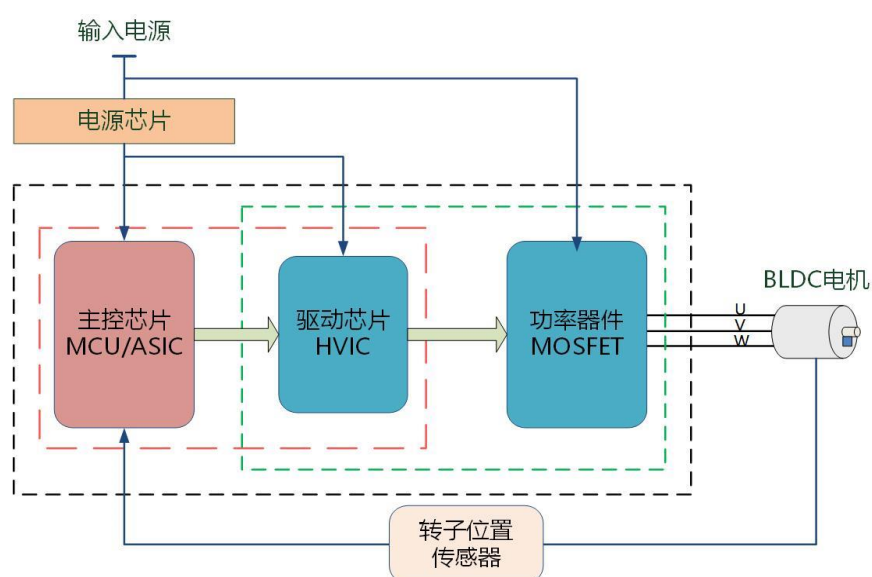 输入电源
电源芯片
主控芯片
MCU/ASIC
驱动芯片
HVIC
功率器件
MOSFET
U
V
W
BLDC电机
转子位置
传感器